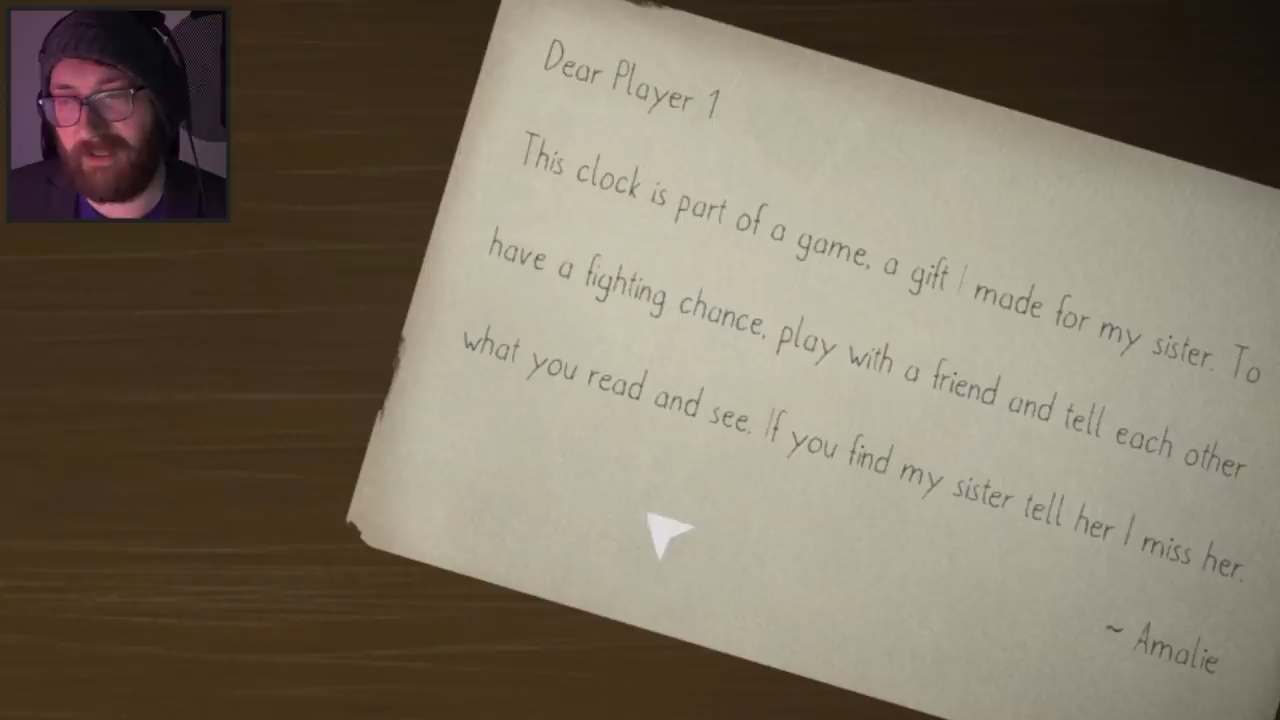 Dear Player 1
This clock is part of a game, a gift I made for my sister. To
have a fighting chance, play with a friend and tell each other
what you read and see. If you find my sister tell her I miss her.
~ Amalie